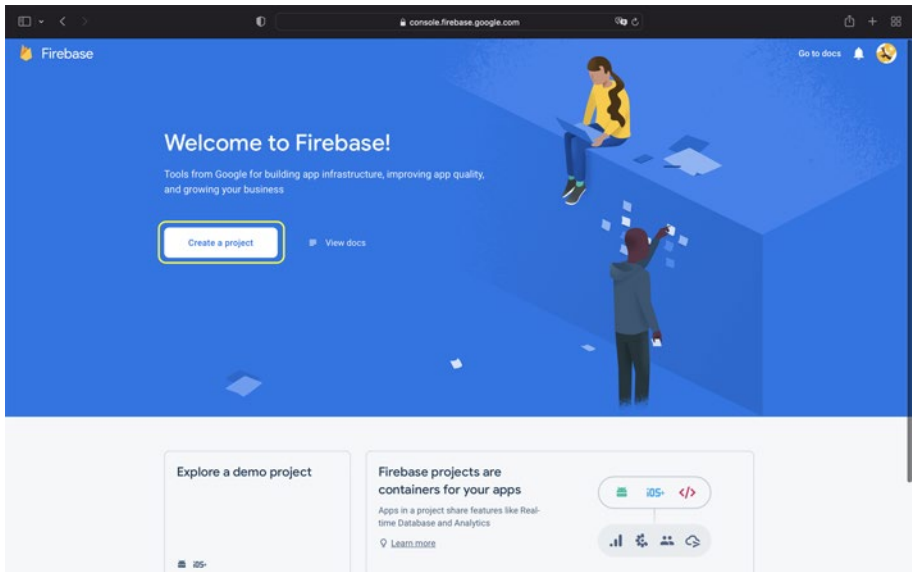 console.firebase.google.com
Firebase
Go to docs
Welcome to Firebase!
Tools from Google for building app infrastructure, improving app quality,
and growing your business
Create a project
View docs
Explore a demo project
iOS+
Firebase projects are
containers for your apps
Apps in a project share features like Real-
time Database and Analytics
Learn more
iOS+